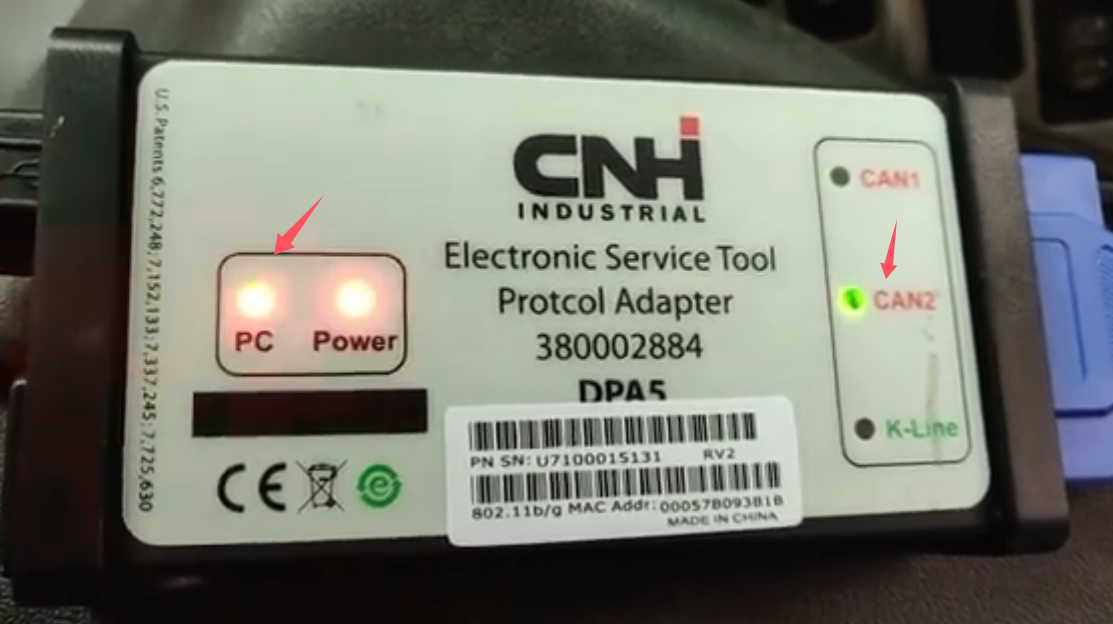 U.S. Patents 6,772,248; 7,152,133; 7,337,245; 7,725,630
CNH
INDUSTRIAL
Electronic Service Tool
Protcol Adapter
380002884
DPA5
PC
Power
CAN1
CAN2
K-Line
CE
PN SN: U7100015131 RV2
802.11b/g MAC Addr: 00057B09381B
MADE IN CHINA